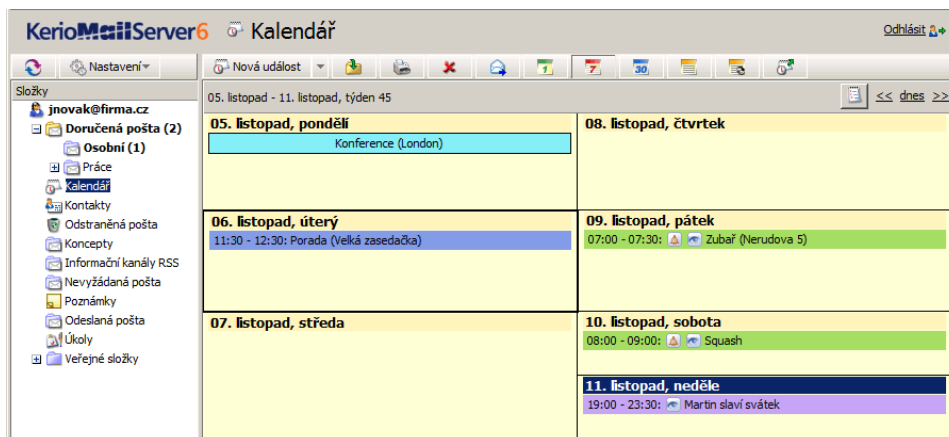 KerioMailServer6 Kalendář
Odhlásit
Nastavení
Nová událost
1 7 30
Složky
jnovak@firma.cz
Doručená pošta (2)
Osobní (1)
Práce
Kalendář
Kontakty
Odstraněná pošta
Koncepty
Informační kanály RSS
Nevyžádaná pošta
Poznámky
Odeslaná pošta
Úkoly
Veřejné složky
05. listopad - 11. listopad, týden 45
<< dnes >>
05. listopad, pondělí
Konference (London)
06. listopad, úterý
11:30 - 12:30: Porada (Velká zasedačka)
07. listopad, středa
08. listopad, čtvrtek
09. listopad, pátek
07:00 - 07:30: Zubař (Nerudova 5)
10. listopad, sobota
08:00 - 09:00: Squash
11. listopad, neděle
19:00 - 23:30: Martin slaví svátek